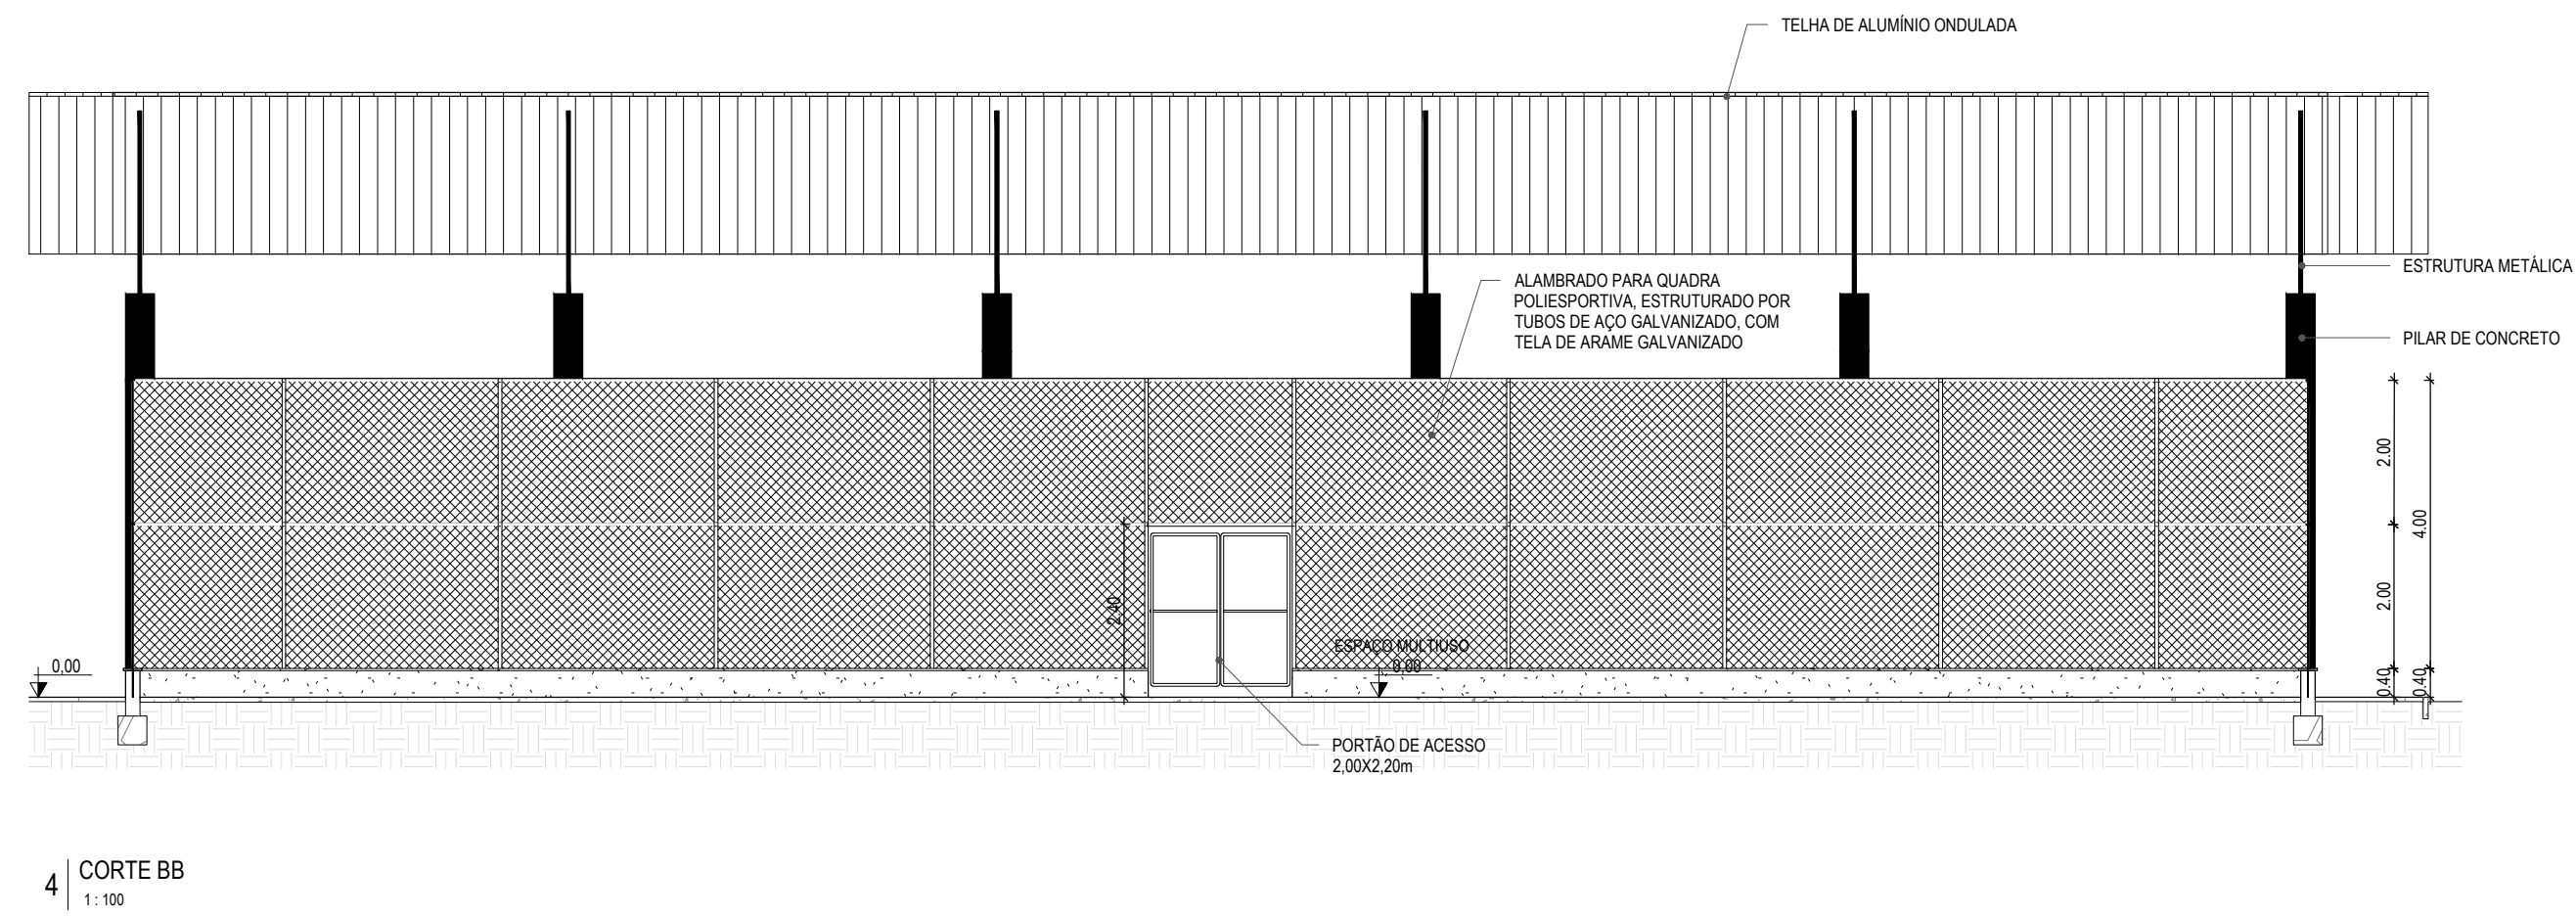 TELHA DE ALUMÍNIO ONDULADA
ESTRUTURA METÁLICA
ALAMBRADO PARA QUADRA
POLIESPORTIVA, ESTRUTURADO POR
TUBOS DE AÇO GALVANIZADO, COM
TELA DE ARAME GALVANIZADO
PILAR DE CONCRETO
2.00
4.00
2.00
2.40
ESPAÇO MULTIUSO
0,00
0,00
0.40
0.40
PORTÃO DE ACESSO
2,00X2,20m
4
CORTE BB
1 : 100